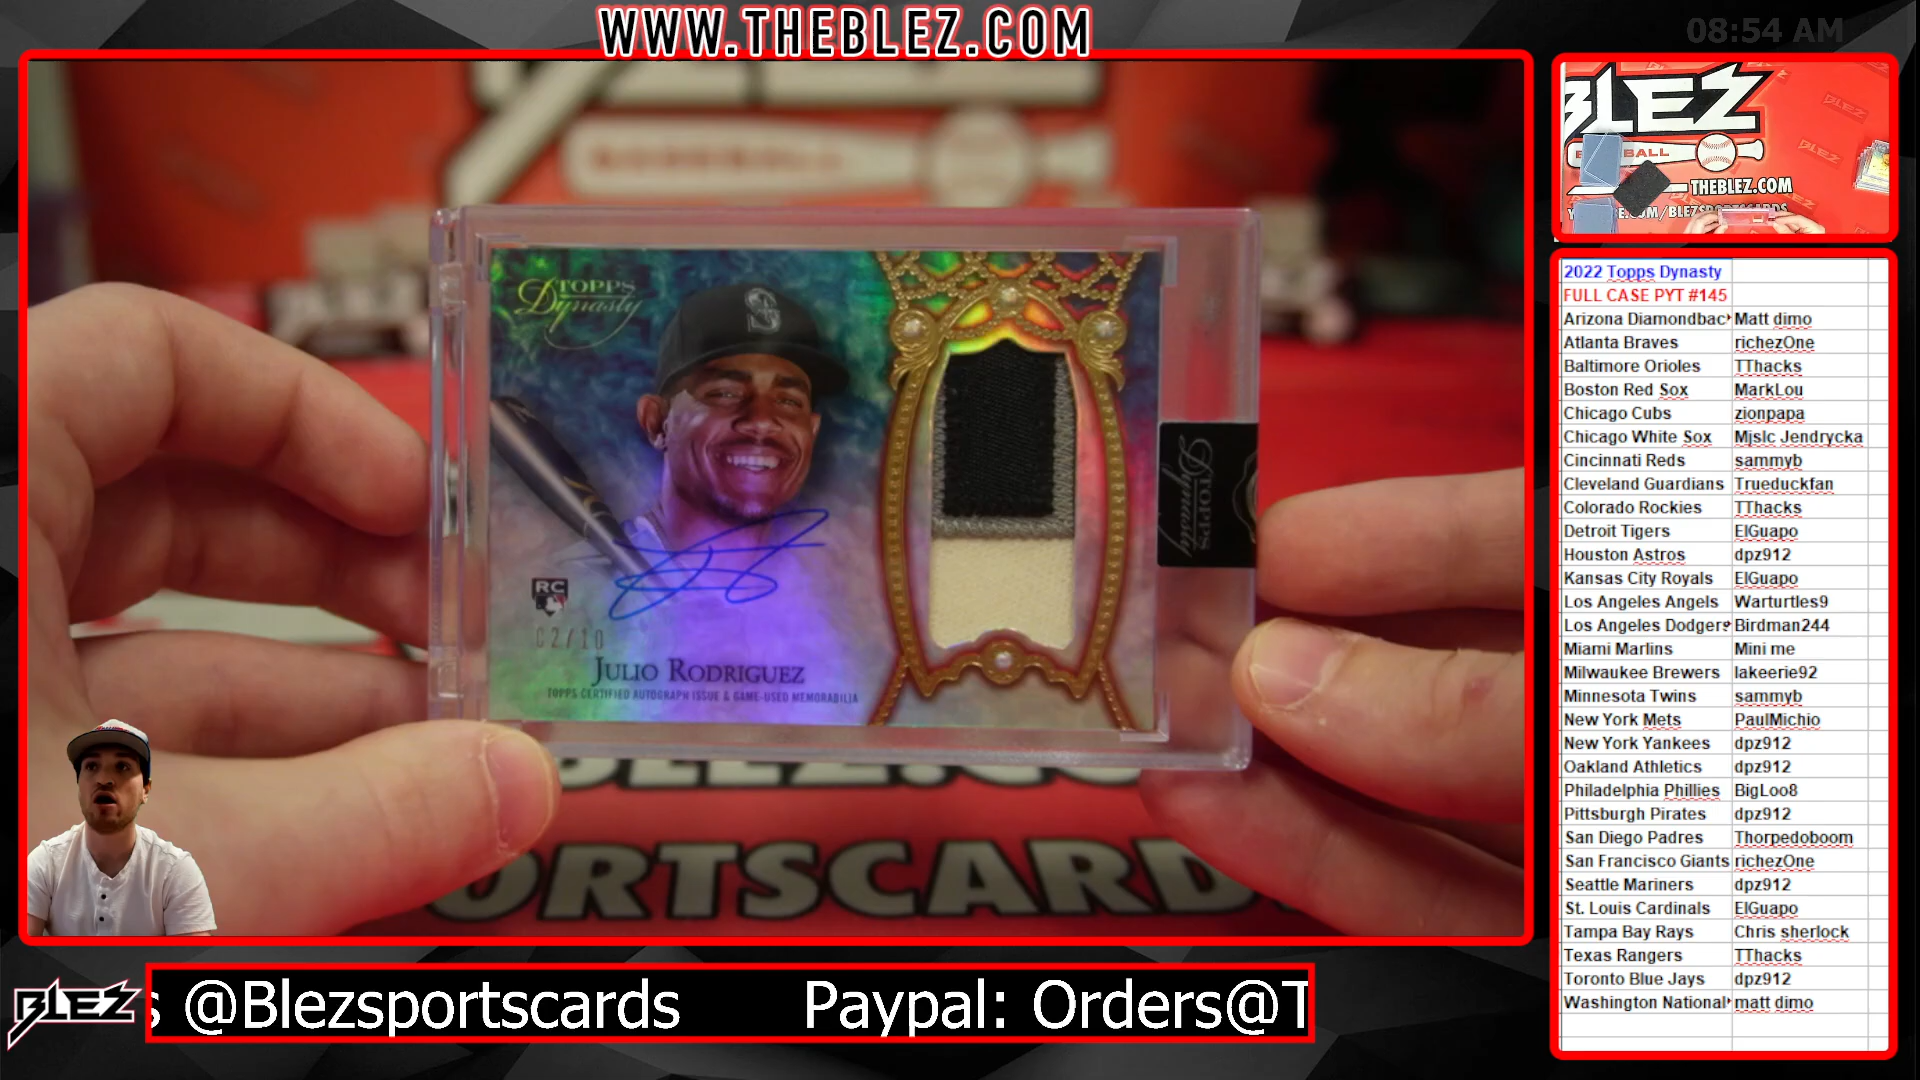 WWW.THEBLEZ.COM
08:54 AM
TOPPS
Dynasty
RC
02/10
JULIO RODRIGUEZ
TOPPS CERTIFIED AUTOGRAPH ISSUE & GAME-USED MEMORABILIA
TOPPS
Dynasty
ORTSCARD
BLEZ
BALL
THEBLEZ.COM
BLEZ
2022 Topps Dynasty
FULL CASE PYT #145
Arizona Diamondbac Matt dimo
Atlanta Braves richezOne
Baltimore Orioles TThacks
Boston Red Sox MarkLou
Chicago Cubs zionpapa
Chicago White Sox Mjslc Jendrycka
Cincinnati Reds sammyb
Cleveland Guardians Trueduckfan
Colorado Rockies TThacks
Detroit Tigers ElGuapo
Houston Astros dpz912
Kansas City Royals ElGuapo
Los Angeles Angels Warturtles9
Los Angeles Dodgers Birdman244
Miami Marlins Mini me
Milwaukee Brewers lakeerie92
Minnesota Twins sammyb
New York Mets PaulMichio
New York Yankees dpz912
Oakland Athletics dpz912
Philadelphia Phillies BigLoo8
Pittsburgh Pirates dpz912
San Diego Padres Thorpedoboom
San Francisco Giants richezOne
Seattle Mariners dpz912
St. Louis Cardinals ElGuapo
Tampa Bay Rays Chris sherlock
Texas Rangers TThacks
Toronto Blue Jays dpz912
Washington National matt dimo
BLEZ
s @Blezsportscards Paypal: Orders@T